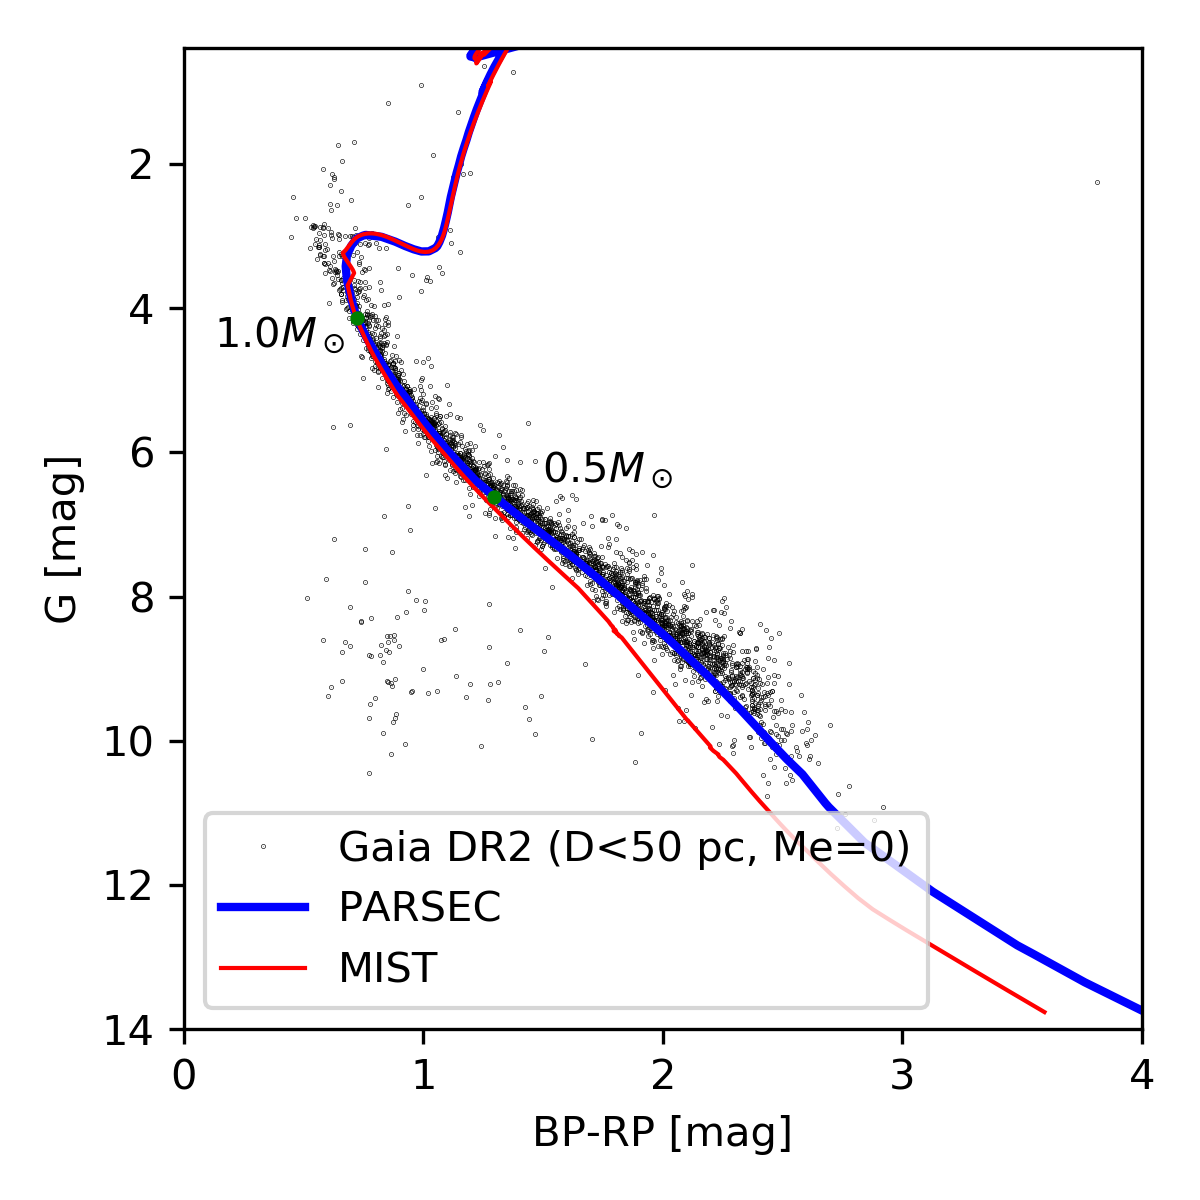 2
4
6
8
10
12
14
G [mag]
1.0M⊙
0.5M⊙
Gaia DR2 (D<50 pc, Me=0)
PARSEC
MIST
0 1 2 3 4
BP-RP [mag]